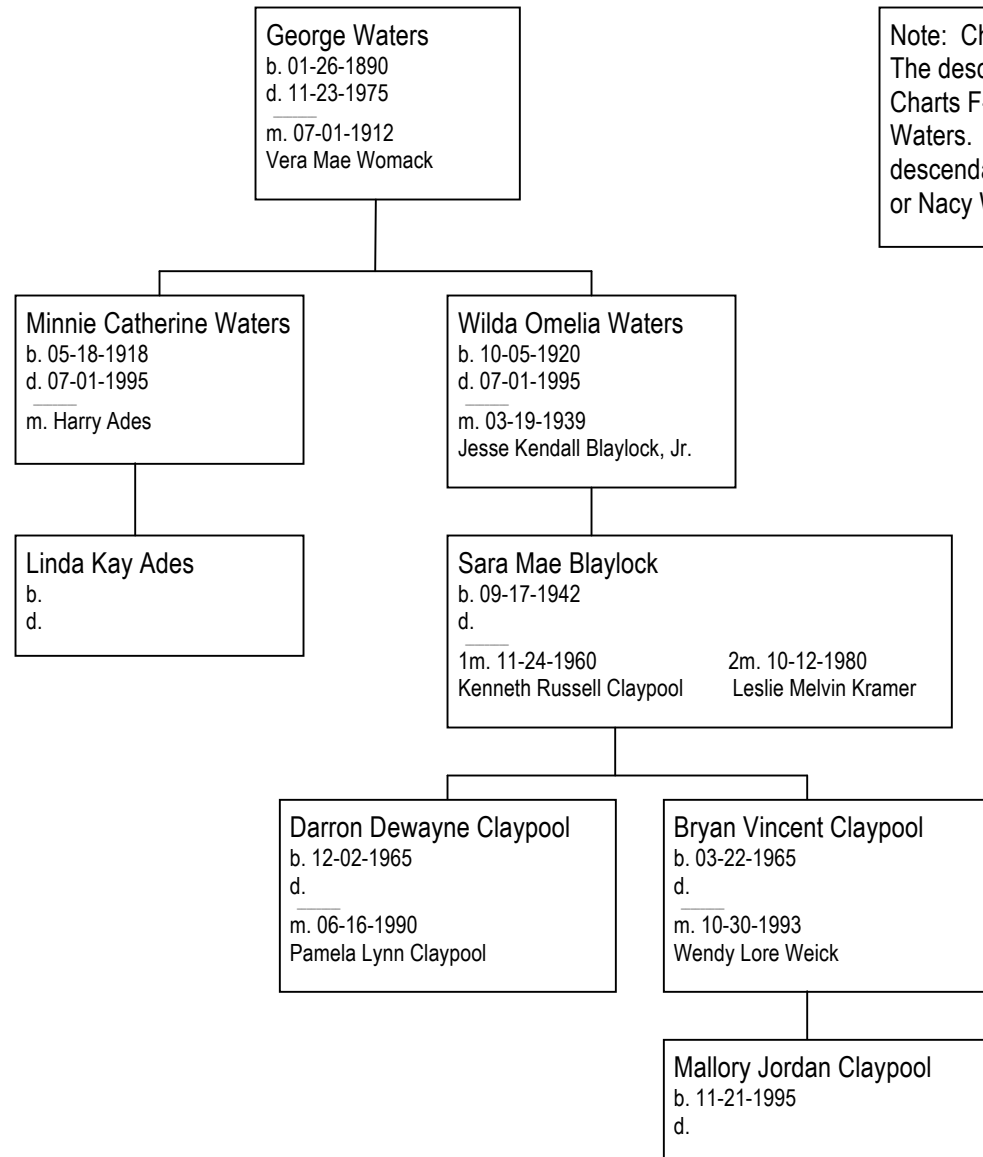 George Waters
b. 01-26-1890
d. 11-23-1975
m. 07-01-1912
Vera Mae Womack
Note:
The
Charts
Waters.
or Nacy
Minnie Catherine Waters
b. 05-18-1918
d. 07-01-1995
m. Harry Ades
Wilda Omelia Waters
b. 10-05-1920
d. 07-01-1995
m. 03-19-1939
Jesse Kendall Blaylock, Jr.
Linda Kay Ades
b.
d.
Sara Mae Blaylock
b. 09-17-1942
d.
1m. 11-24-1960 2m. 10-12-1980
Kenneth Russell Claypool Leslie Melvin Kramer
Darron Dewayne Claypool
b. 12-02-1965
d.
m. 06-16-1990
Pamela Lynn Claypool
Bryan Vincent Claypool
b. 03-22-1965
d.
m. 10-30-1993
Wendy Lore Weick
Mallory Jordan Claypool
b. 11-21-1995
d.